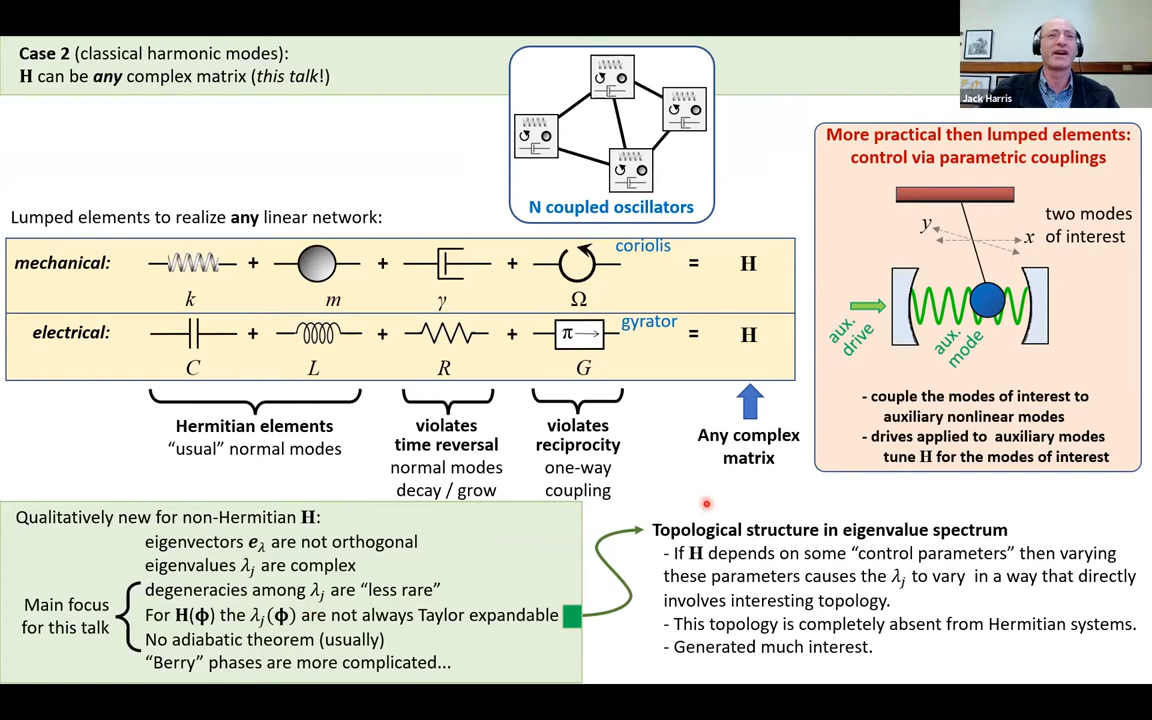 Case 2 (classical harmonic modes):
H can be any complex matrix (this talk!)
Jack Harris
N coupled oscillators
Lumped elements to realize any linear network:
mechanical: + + + coriolis = H
k m γ Ω
electrical: + + + π gyrator = H
C L R G
Hermitian elements
"usual" normal modes
violates
time reversal
normal modes
decay / grow
violates
reciprocity
one-way
coupling
Any complex
matrix
More practical then lumped elements:
control via parametric couplings
y x
two modes
of interest
aux.
drive
aux.
mode
- couple the modes of interest to
auxiliary nonlinear modes
- drives applied to auxiliary modes
tune H for the modes of interest
Qualitatively new for non-Hermitian H:
eigenvectors eλ are not orthogonal
eigenvalues λj are complex
Main focus
for this talk
degeneracies among λj are "less rare"
For H(ϕ) the λj(ϕ) are not always Taylor expandable
No adiabatic theorem (usually)
"Berry" phases are more complicated...
Topological structure in eigenvalue spectrum
- If H depends on some "control parameters" then varying
these parameters causes the λj to vary in a way that directly
involves interesting topology.
- This topology is completely absent from Hermitian systems.
- Generated much interest.